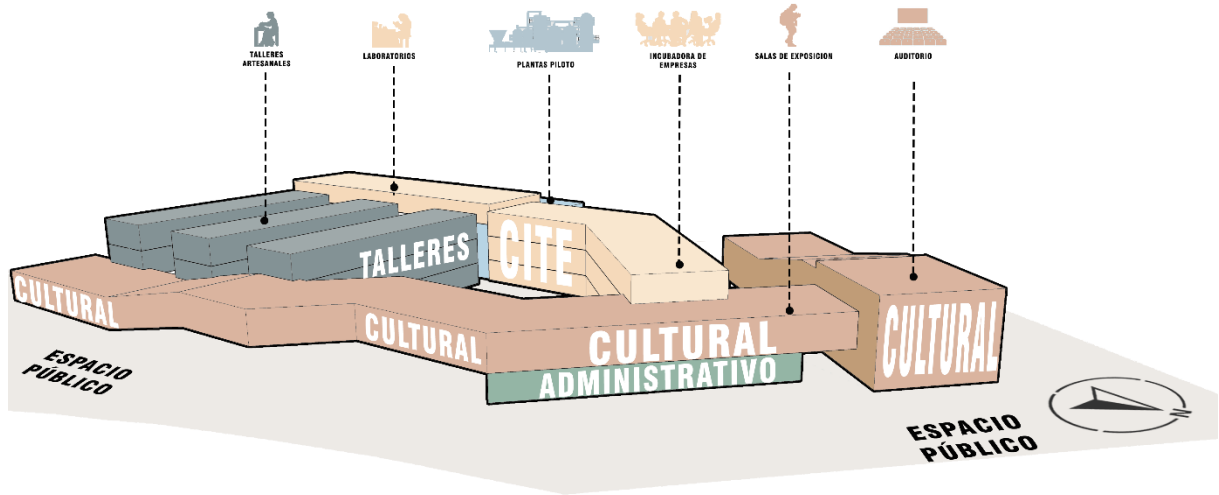 TALLERES
ARTESANALES
LABORATORIOS
PLANTAS PILOTO
INCUBADORA DE
EMPRESAS
SALAS DE EXPOSICION
AUDITORIO
TALLERES
CITE
CULTURAL
CULTURAL
CULTURAL
CULTURAL
ADMINISTRATIVO
ESPACIO
PÚBLICO
ESPACIO
PÚBLICO
N